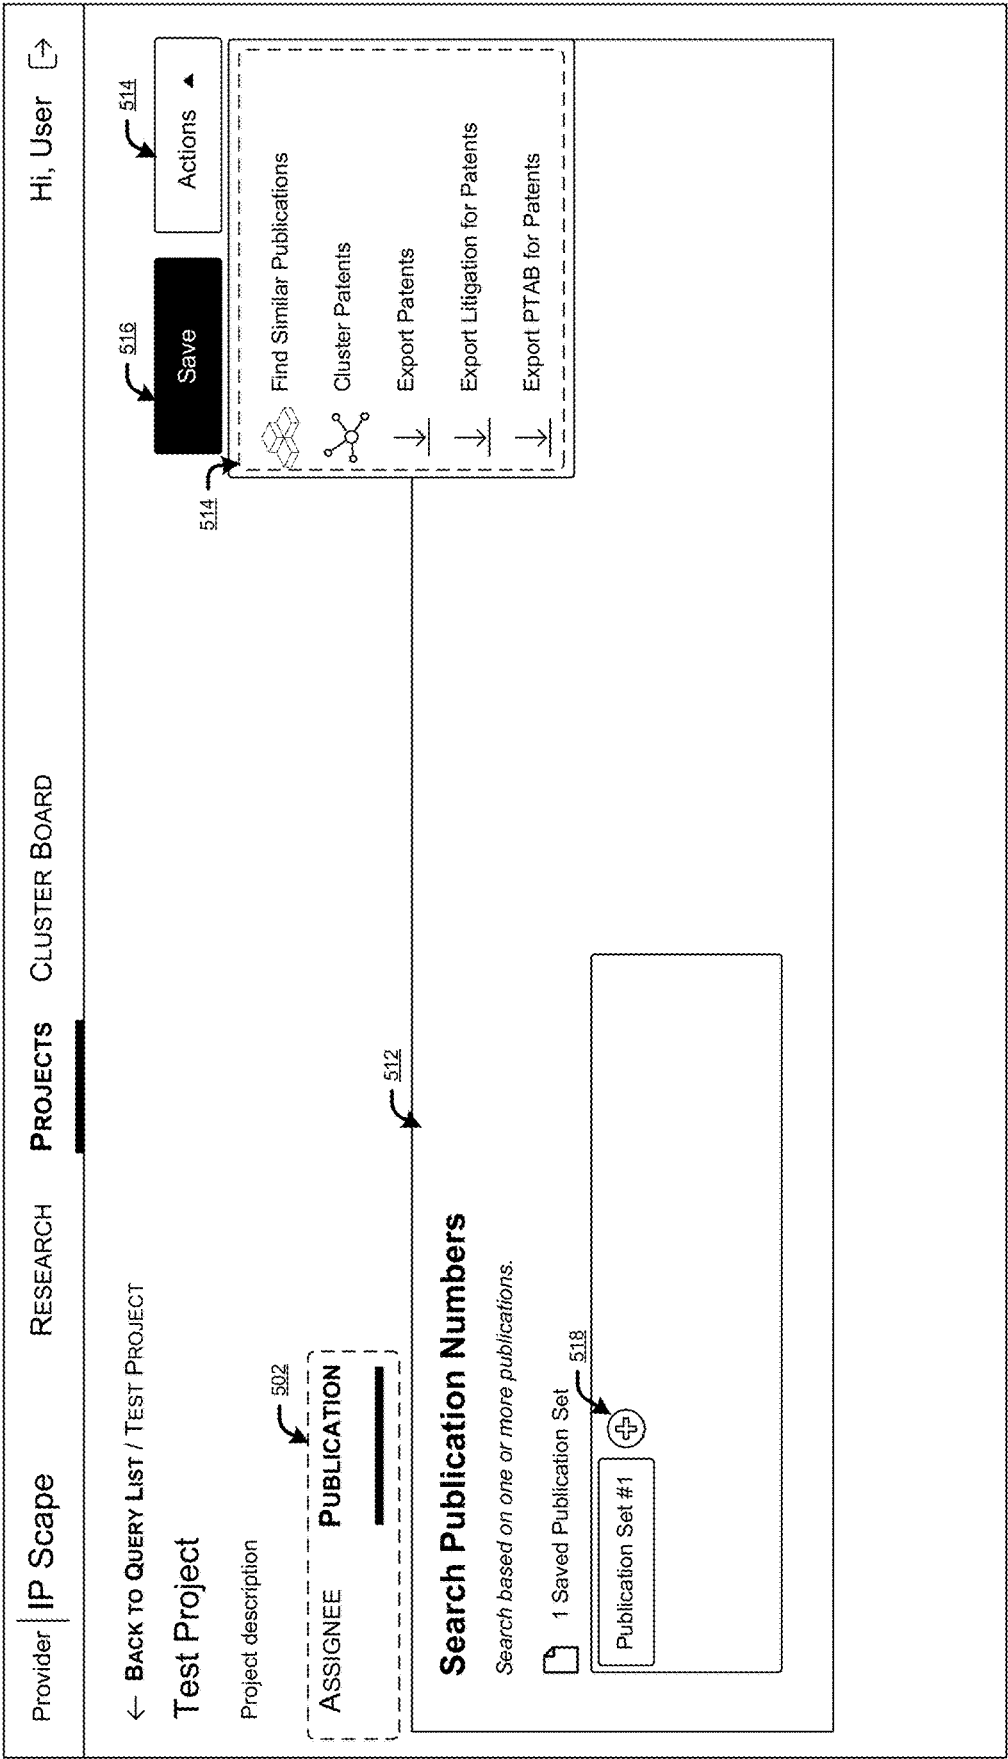 Provider | IP Scape
RESEARCH
PROJECTS
CLUSTER BOARD
Hi, User
← BACK TO QUERY LIST / TEST PROJECT
Test Project
516
Save
514
Actions ▲
Project description
514
Find Similar Publications
Cluster Patents
Export Patents
Export Litigation for Patents
Export PTAB for Patents
502
ASSIGNEE
PUBLICATION
512
Search Publication Numbers
Search based on one or more publications.
1 Saved Publication Set
518
Publication Set #1